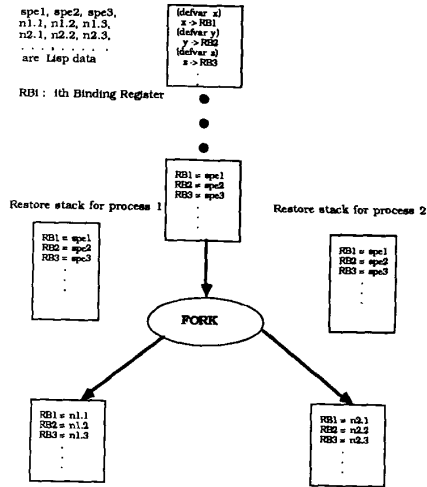 spe1, spe2, spe3,
n1.1, n1.2, n1.3,
n2.1, n2.2, n2.3,
. . . . . . . .
are Lisp data
RBi : ith Binding Register
(defvar x)
x -> RB1
(defvar y)
y -> RB2
(defvar z)
z -> RB3
RB1 = spe1
RB2 = spe2
RB3 = spe3
Restore stack for process 1
RB1 = spe1
RB2 = spe2
RB3 = spe3
Restore stack for process 2
RB1 = spe1
RB2 = spe2
RB3 = spe3
FORK
RB1 = n1.1
RB2 = n1.2
RB3 = n1.3
RB1 = n2.1
RB2 = n2.2
RB3 = n2.3